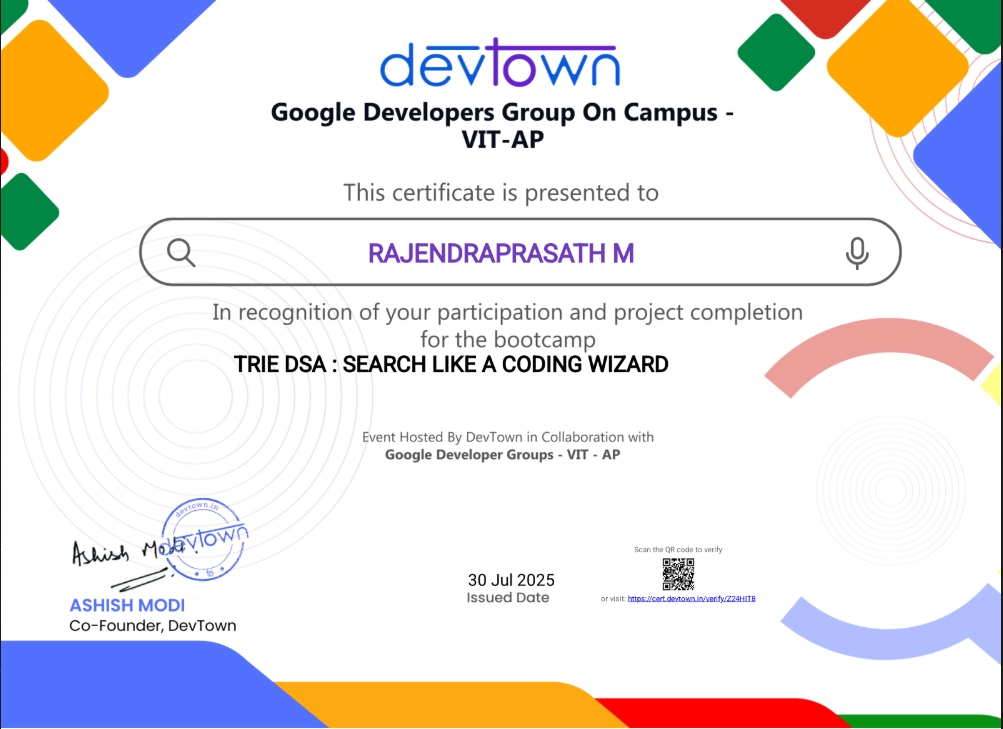 devtown
Google Developers Group On Campus -
VIT-AP
This certificate is presented to
RAJENDRAPRASATH M
In recognition of your participation and project completion
for the bootcamp
TRIE DSA : SEARCH LIKE A CODING WIZARD
Event Hosted By DevTown in Collaboration with
Google Developer Groups - VIT - AP
devtown.in
devtown
Ashish Modi.
ASHISH MODI
Co-Founder, DevTown
30 Jul 2025
Issued Date
Scan the QR code to verify
or visit: https://cert.devtown.in/verify/Z24HIT8